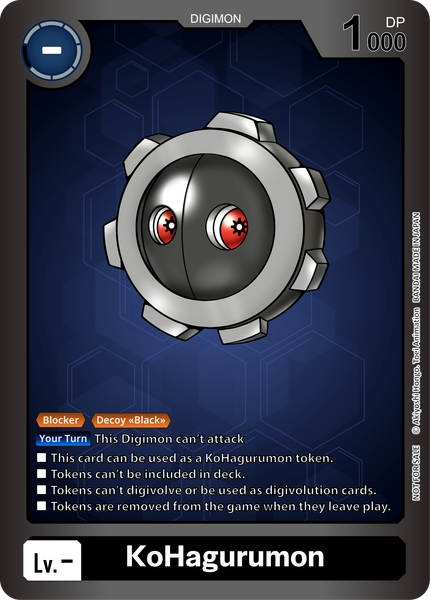 DIGIMON
-
DP
1000
Blocker Decoy «Black»
Your Turn This Digimon can't attack
■ This card can be used as a KoHagurumon token.
■ Tokens can't be included in deck.
■ Tokens can't digivolve or be used as digivolution cards.
■ Tokens are removed from the game when they leave play.
NOT FOR SALE © Akiyoshi Hongo, Toei Animation BANDAI MADE IN JAPAN
Lv.- KoHagurumon